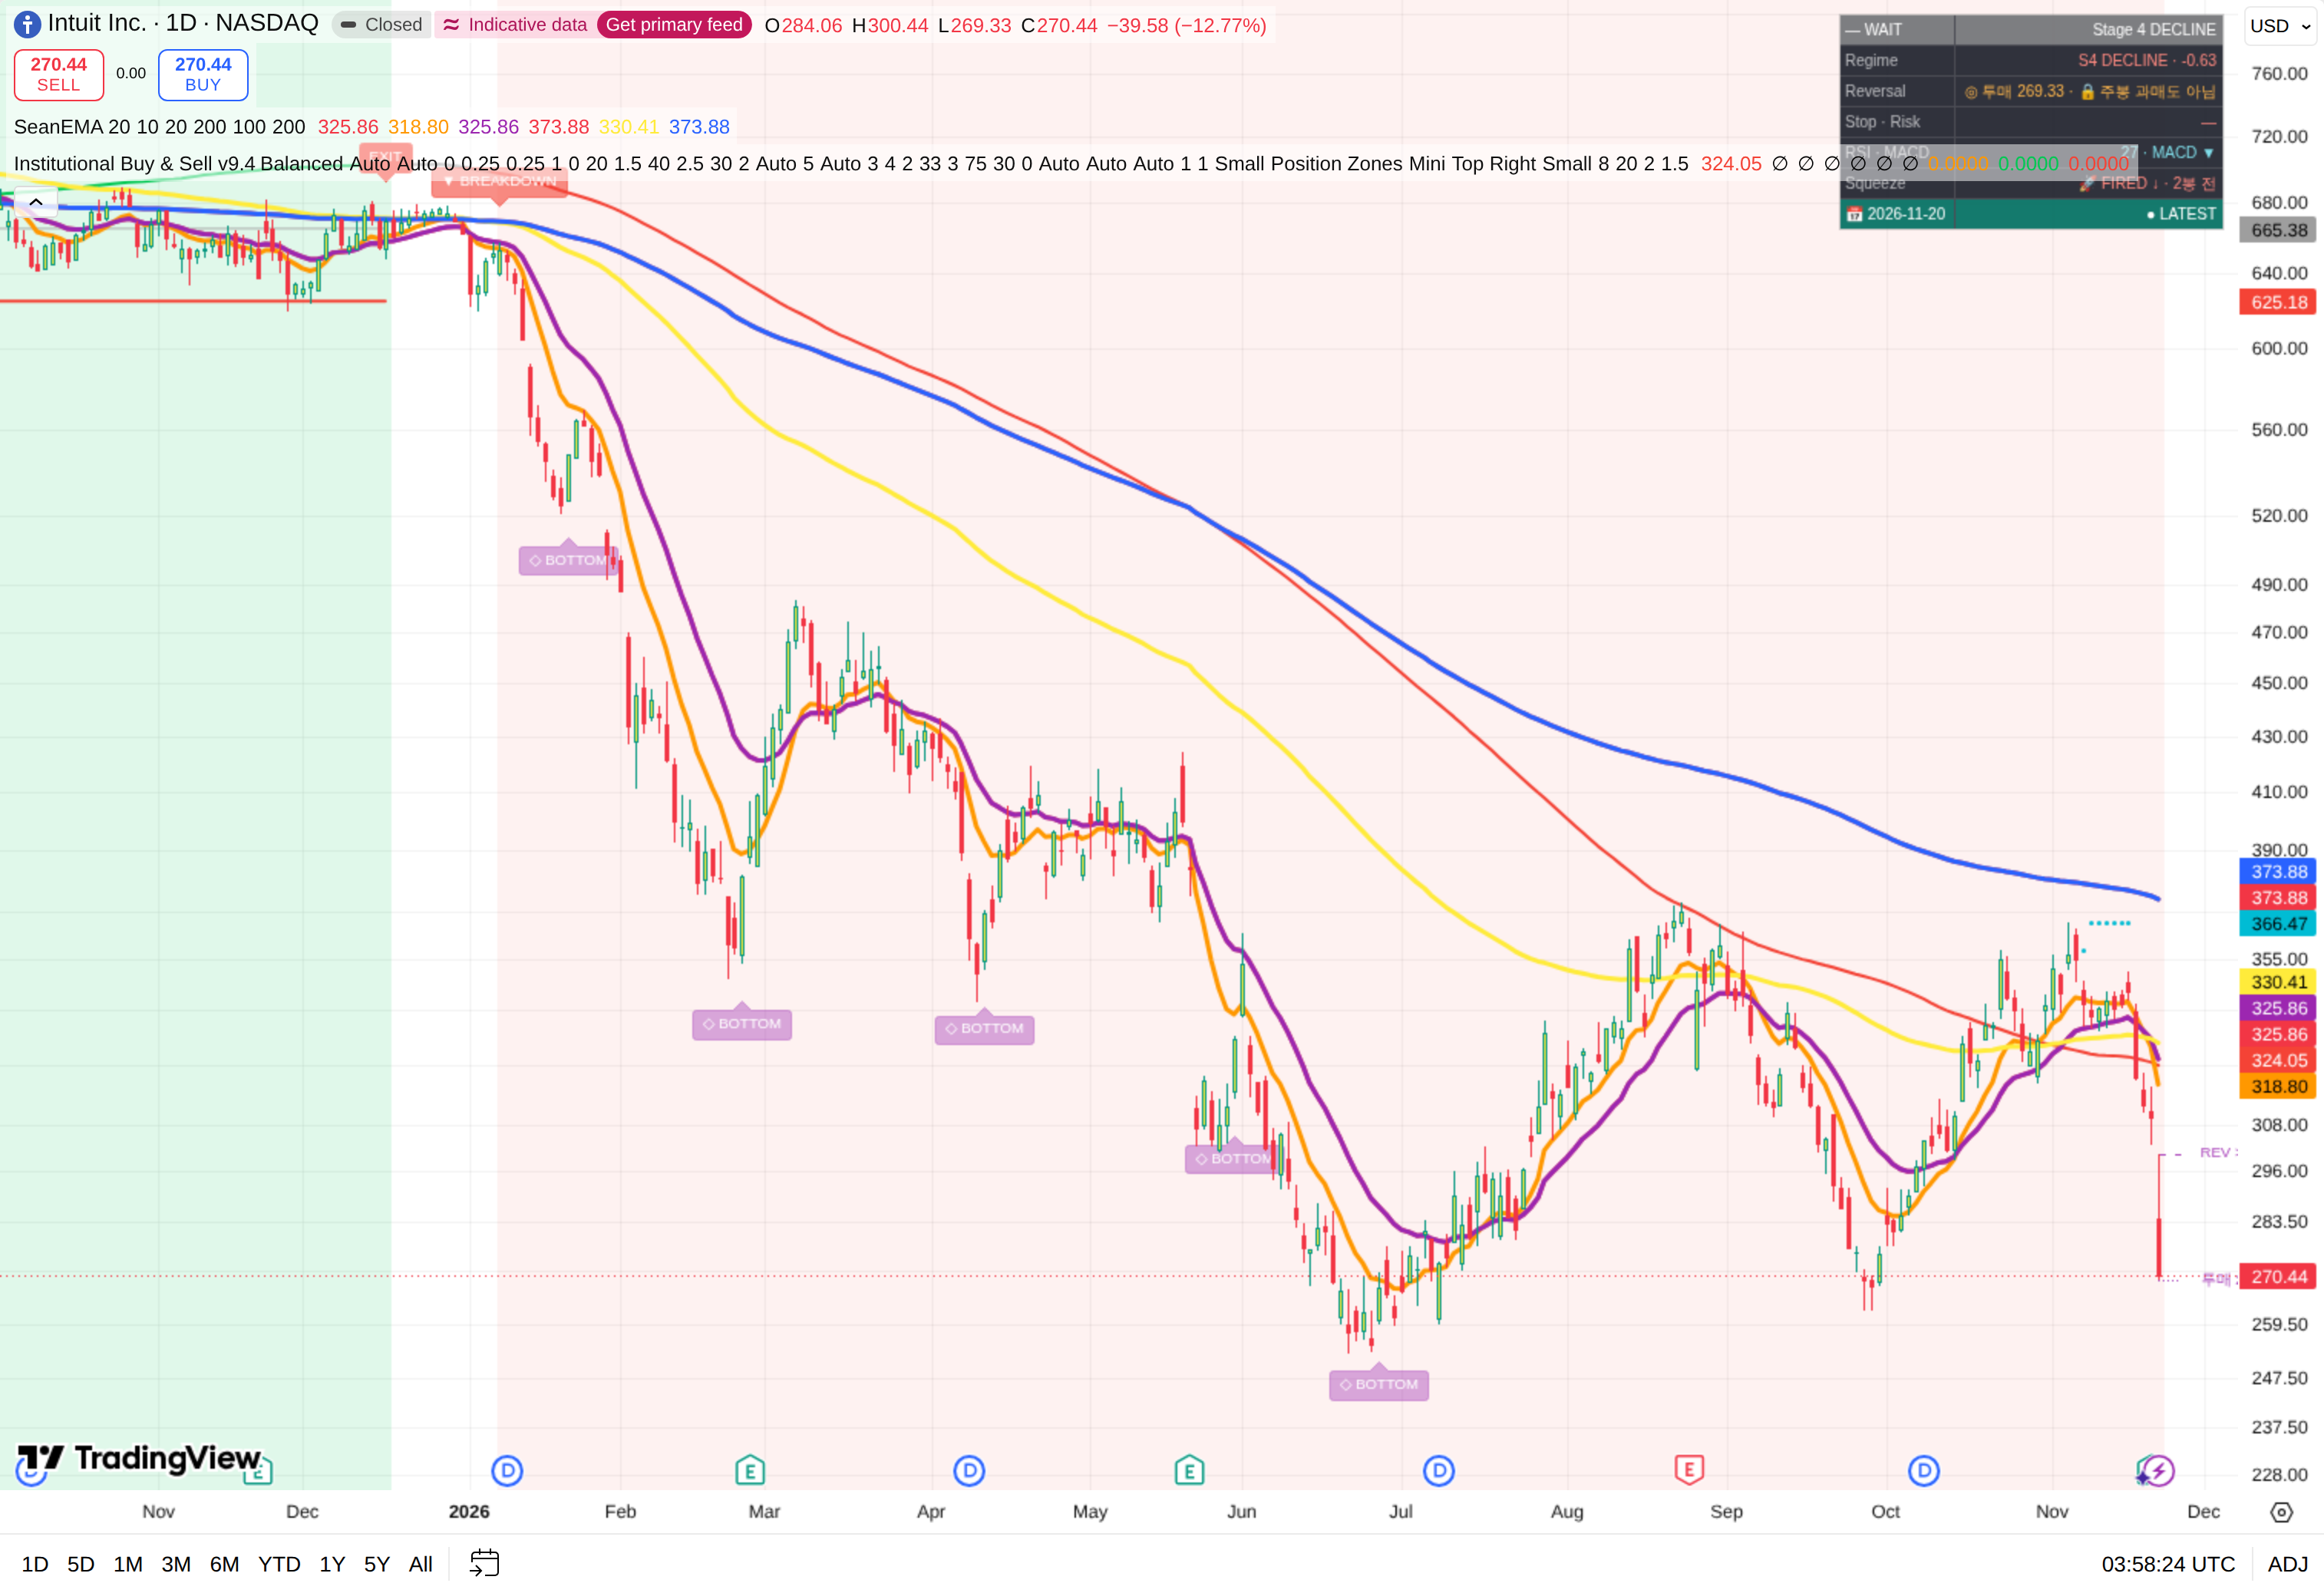 Intuit Inc. · 1D · NASDAQ Closed Indicative data Get primary feed O284.06 H300.44 L269.33 C270.44 −39.58 (−12.77%)
270.44 SELL 0.00 270.44 BUY
SeanEMA 20 10 20 200 100 200 325.86 318.80 325.86 373.88 330.41 373.88
Institutional Buy & Sell v9.4 Balanced Auto Auto 0 0.25 0.25 1 0 20 1.5 40 2.5 30 2 Auto 5 Auto 3 4 2 33 3 75 30 0 Auto Auto Auto 1 1 Small Position Zones Mini Top Right Small 8 20 2 1.5 324.05 ∅ ∅ ∅ ∅ ∅ ∅ 0.0000 0.0000 0.0000
— WAIT Stage 4 DECLINE
Regime S4 DECLINE · -0.63
Reversal ◎ 투매 269.33 · 🔒 주봉 과매도 아님
Stop · Risk —
RSI · MACD 27 · MACD ▼
Squeeze 🚀 FIRED ↓ · 2봉 전
📅 2026-11-20 ● LATEST
EXIT
▼ BREAKDOWN
◇ BOTTOM
◇ BOTTOM
◇ BOTTOM
◇ BOTTOM
◇ BOTTOM
REV
투매
USD
760.00
720.00
680.00
665.38
640.00
625.18
600.00
560.00
520.00
490.00
470.00
450.00
430.00
410.00
390.00
373.88
373.88
366.47
355.00
330.41
325.86
325.86
324.05
318.80
308.00
296.00
283.50
270.44
259.50
247.50
237.50
228.00
TradingView
D E D E D E D
Nov Dec 2026 Feb Mar Apr May Jun Jul Aug Sep Oct Nov Dec
1D 5D 1M 3M 6M YTD 1Y 5Y All 03:58:24 UTC ADJ